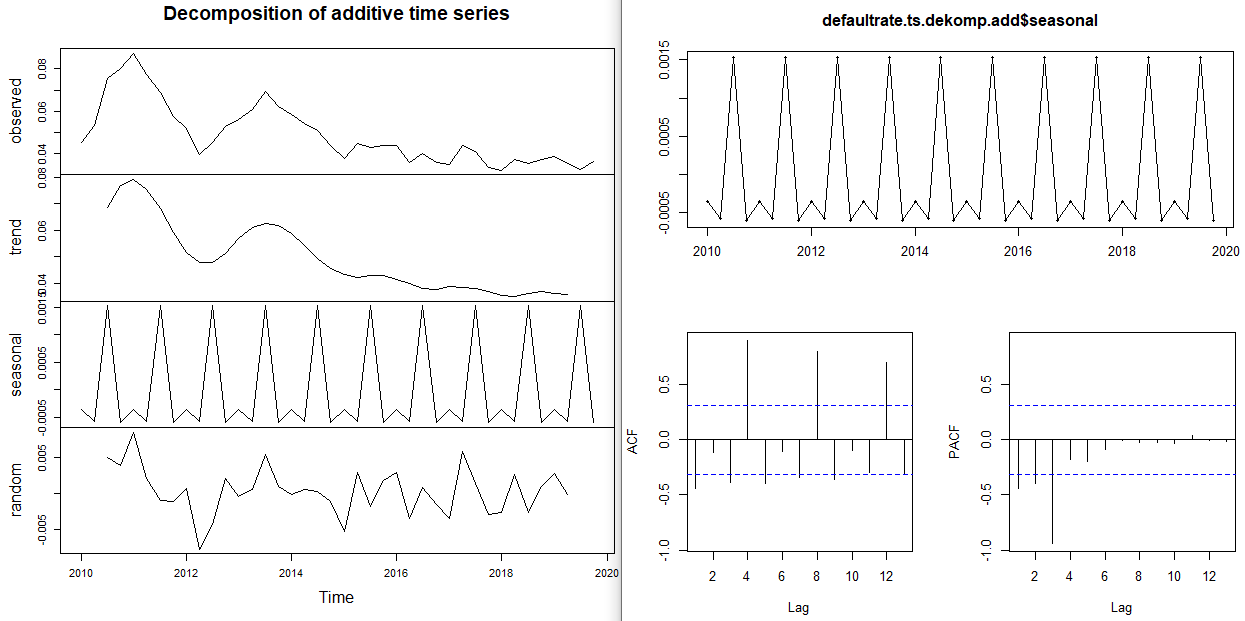 Decomposition of additive time series
observed
0.04 0.06 0.08
trend
0.04 0.06 0.08
seasonal
-0.0005 0.0005 0.0015
random
-0.005 0.005
2010 2012 2014 2016 2018 2020
Time
defaultrate.ts.dekomp.add$seasonal
-0.0005 0.0005 0.0015
2010 2012 2014 2016 2018 2020
ACF
-1.0 -0.5 0.0 0.5
2 4 6 8 10 12
Lag
PACF
-1.0 -0.5 0.0 0.5
2 4 6 8 10 12
Lag